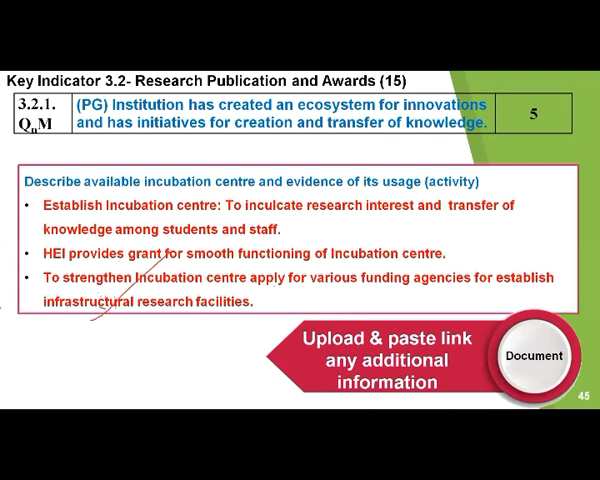 Key Indicator 3.2- Research Publication and Awards (15)
3.2.1. (PG) Institution has created an ecosystem for innovations
QnM and has initiatives for creation and transfer of knowledge. 5
Describe available incubation centre and evidence of its usage (activity)
• Establish Incubation centre: To inculcate research interest and transfer of
knowledge among students and staff.
• HEI provides grant for smooth functioning of Incubation centre.
• To strengthen Incubation centre apply for various funding agencies for establish
infrastructural research facilities.
Upload & paste link
any additional
information
Document
45